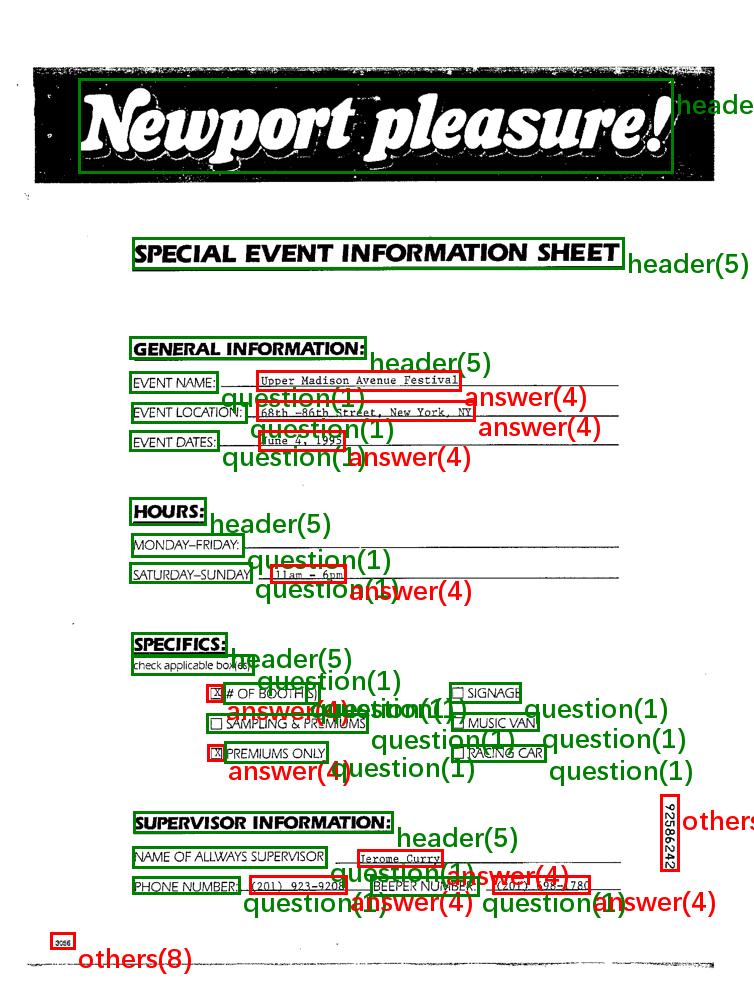 Newport pleasure!
header(5)
SPECIAL EVENT INFORMATION SHEET
header(5)
GENERAL INFORMATION:
header(5)
EVENT NAME: Upper Madison Avenue Festival
question(1) answer(4)
EVENT LOCATION: 68th -86th Street, New York, NY
question(1) answer(4)
EVENT DATES: June 4, 1995
question(1) answer(4)
HOURS:
header(5)
MONDAY-FRIDAY:
question(1)
SATURDAY-SUNDAY 11am - 6pm
question(1) answer(4)
SPECIFICS:
header(5)
check applicable box(es)
question(1)
X # OF BOOTH(S) SIGNAGE
answer(4) question(1) question(1)
SAMPLING & PREMIUMS MUSIC VAN
question(1) question(1)
X PREMIUMS ONLY RACING CAR
answer(4) question(1) question(1)
92586242
others
SUPERVISOR INFORMATION:
header(5)
NAME OF ALLWAYS SUPERVISOR Jerome Curry
question(1) answer(4)
PHONE NUMBER: (201) 923-9208 BEEPER NUMBER: (201) 698-1780
question(1) answer(4) question(1) answer(4)
3056
others(8)